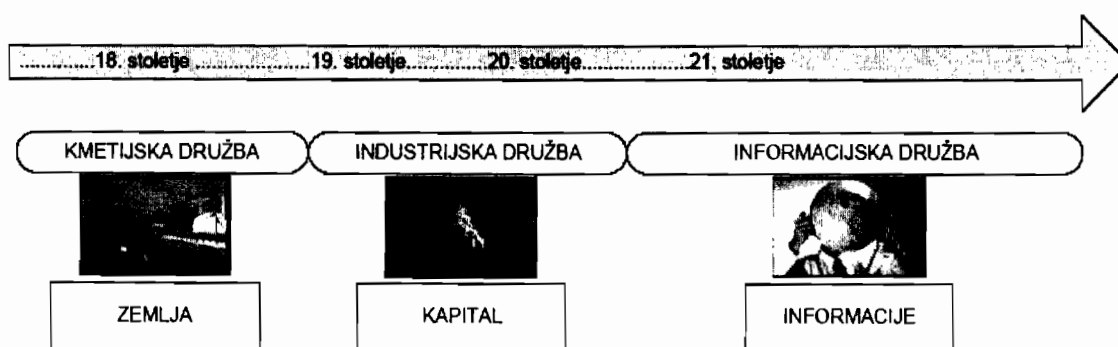 .............18. stoletje ....................19. stoletje...............20. stoletje...................21. stoletje
KMETIJSKA DRUŽBA INDUSTRIJSKA DRUŽBA INFORMACIJSKA DRUŽBA
ZEMLJA KAPITAL INFORMACIJE